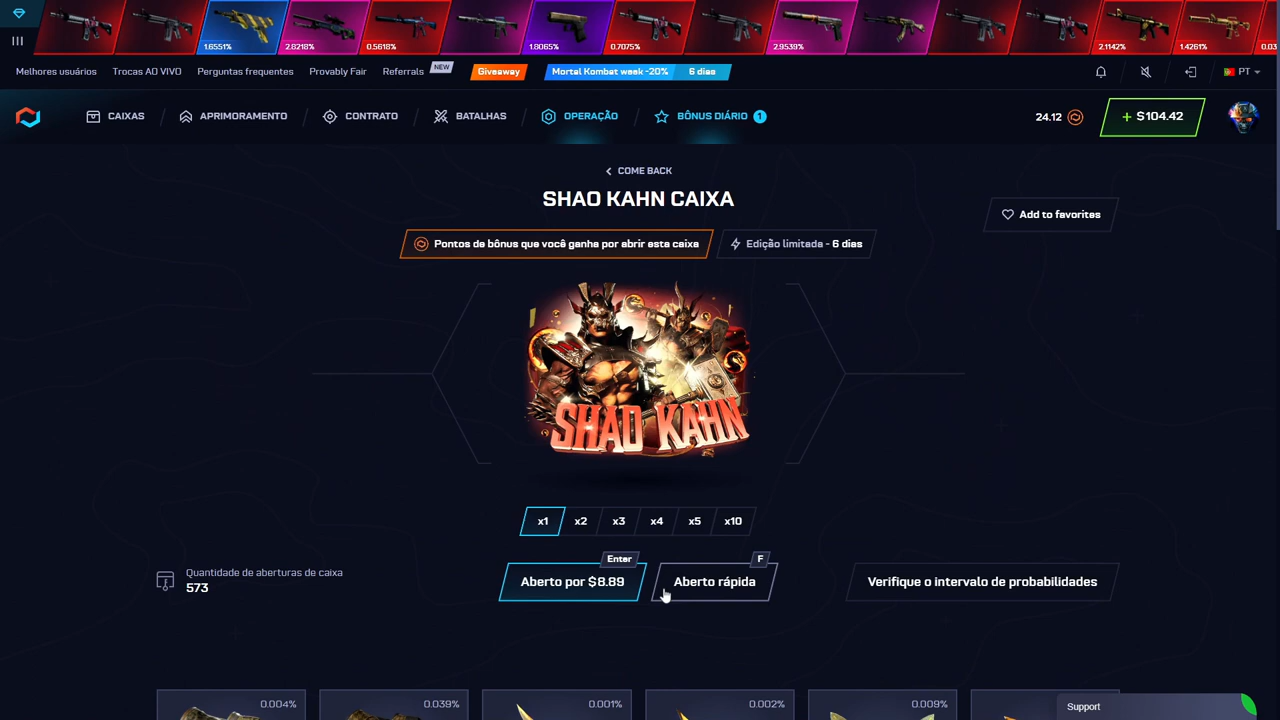 1.6551%
2.8218%
0.5618%
1.8065%
0.7075%
2.9539%
2.1142%
1.4261%
0.03
Melhores usuários
Trocas AO VIVO
Perguntas frequentes
Provably Fair
Referrals
NEW
Giveaway
Mortal Kombat week -20%
6 dias
PT
CAIXAS
APRIMORAMENTO
CONTRATO
BATALHAS
OPERAÇÃO
BÔNUS DIÁRIO
1
24.12
+ $104.42
COME BACK
SHAO KAHN CAIXA
Add to favorites
Pontos de bônus que você ganha por abrir esta caixa
Edição limitada - 6 dias
SHAO KAHN
x1
x2
x3
x4
x5
x10
Quantidade de aberturas de caixa
573
Enter
Aberto por $8.89
F
Aberto rápida
Verifique o intervalo de probabilidades
0.004%
0.039%
0.001%
0.002%
0.009%
Support